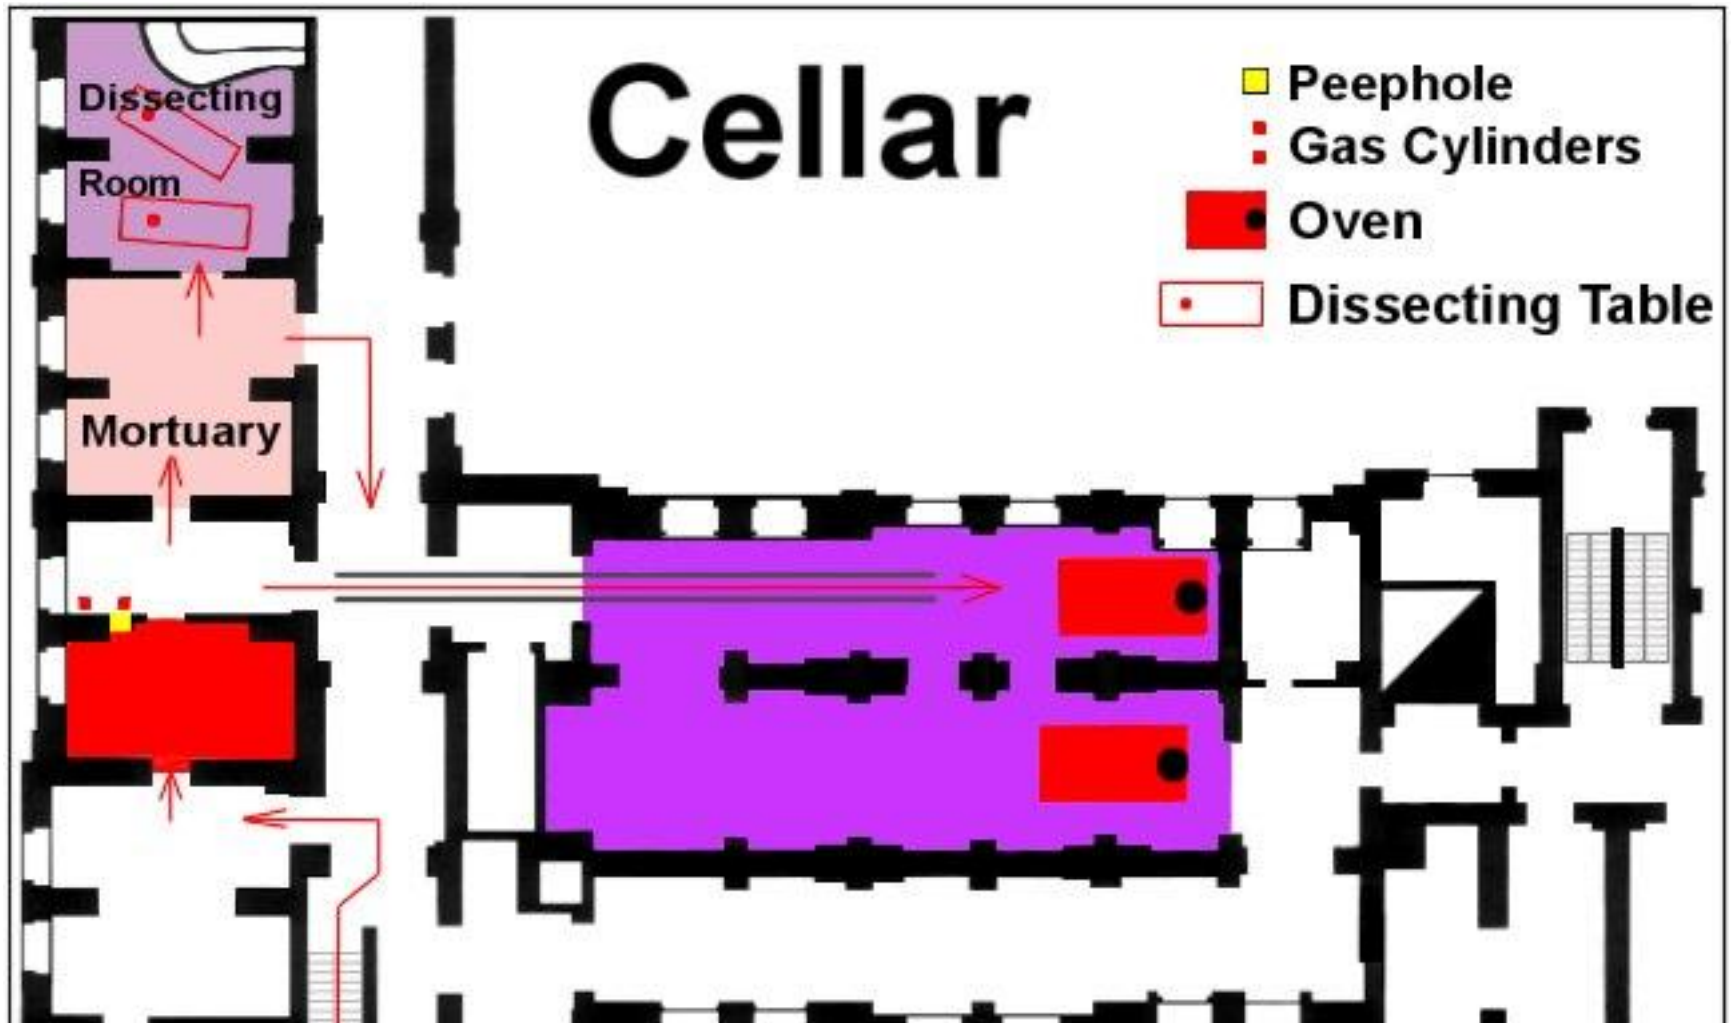 Cellar
Peephole
Gas Cylinders
Oven
Dissecting Table
Dissecting
Room
Mortuary